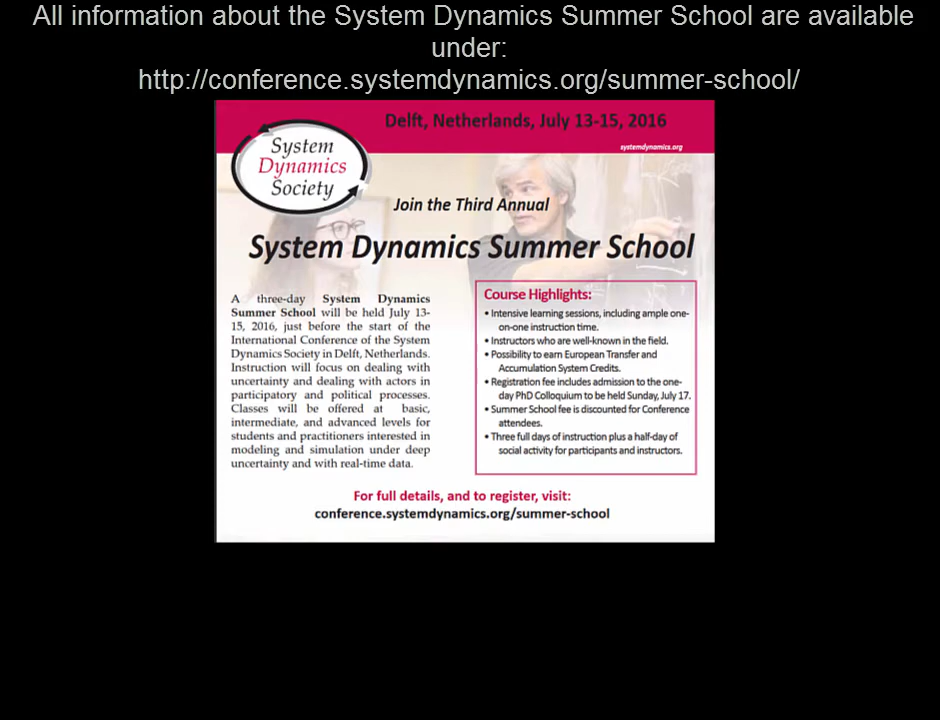 All information about the System Dynamics Summer School are available
under:
http://conference.systemdynamics.org/summer-school/
Delft, Netherlands, July 13-15, 2016
systemdynamics.org
System
Dynamics
Society
Join the Third Annual
System Dynamics Summer School
A three-day System Dynamics
Summer School will be held July 13-
15, 2016, just before the start of the
International Conference of the System
Dynamics Society in Delft, Netherlands.
Instruction will focus on dealing with
uncertainty and dealing with actors in
participatory and political processes.
Classes will be offered at basic,
intermediate, and advanced levels for
students and practitioners interested in
modeling and simulation under deep
uncertainty and with real-time data.
Course Highlights:
• Intensive learning sessions, including ample one-
on-one instruction time.
• Instructors who are well-known in the field.
• Possibility to earn European Transfer and
Accumulation System Credits.
• Registration fee includes admission to the one-
day PhD Colloquium to be held Sunday, July 17.
• Summer School fee is discounted for Conference
attendees.
• Three full days of instruction plus a half-day of
social activity for participants and instructors.
For full details, and to register, visit:
conference.systemdynamics.org/summer-school